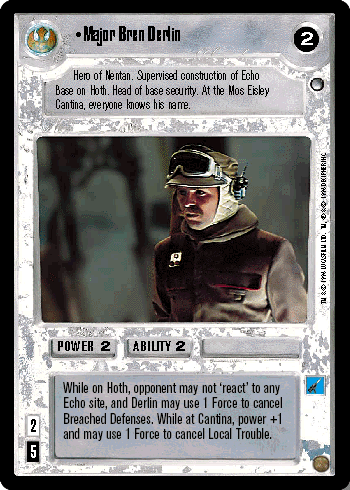 • Major Bren Derlin
2
Hero of Nentan. Supervised construction of Echo
Base on Hoth. Head of base security. At the Mos Eisley
Cantina, everyone knows his name.
POWER 2
ABILITY 2
While on Hoth, opponent may not 'react' to any
Echo site, and Derlin may use 1 Force to cancel
Breached Defenses. While at Cantina, power +1
and may use 1 Force to cancel Local Trouble.
2
5